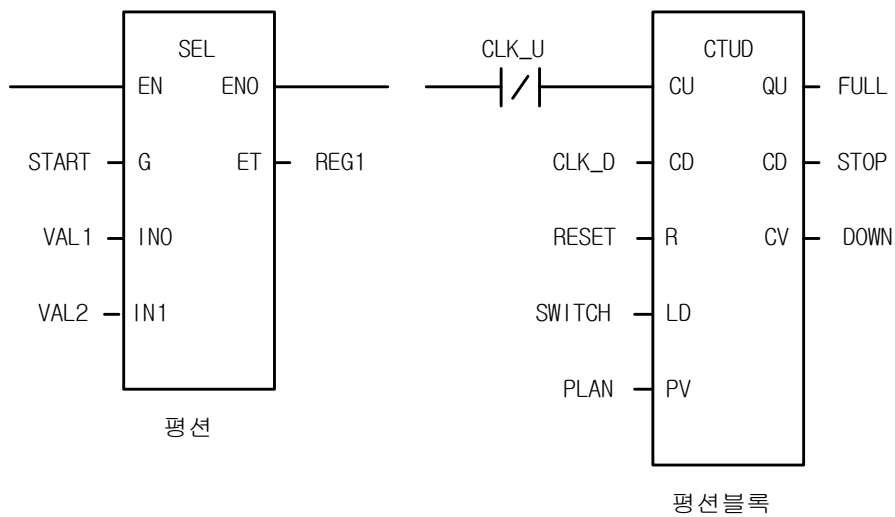 SEL
EN ENO
START G ET REG1
VAL1 IN0
VAL2 IN1
펑션
CLK_U
CTUD
CU QU FULL
CLK_D CD CD STOP
RESET R CV DOWN
SWITCH LD
PLAN PV
펑션블록